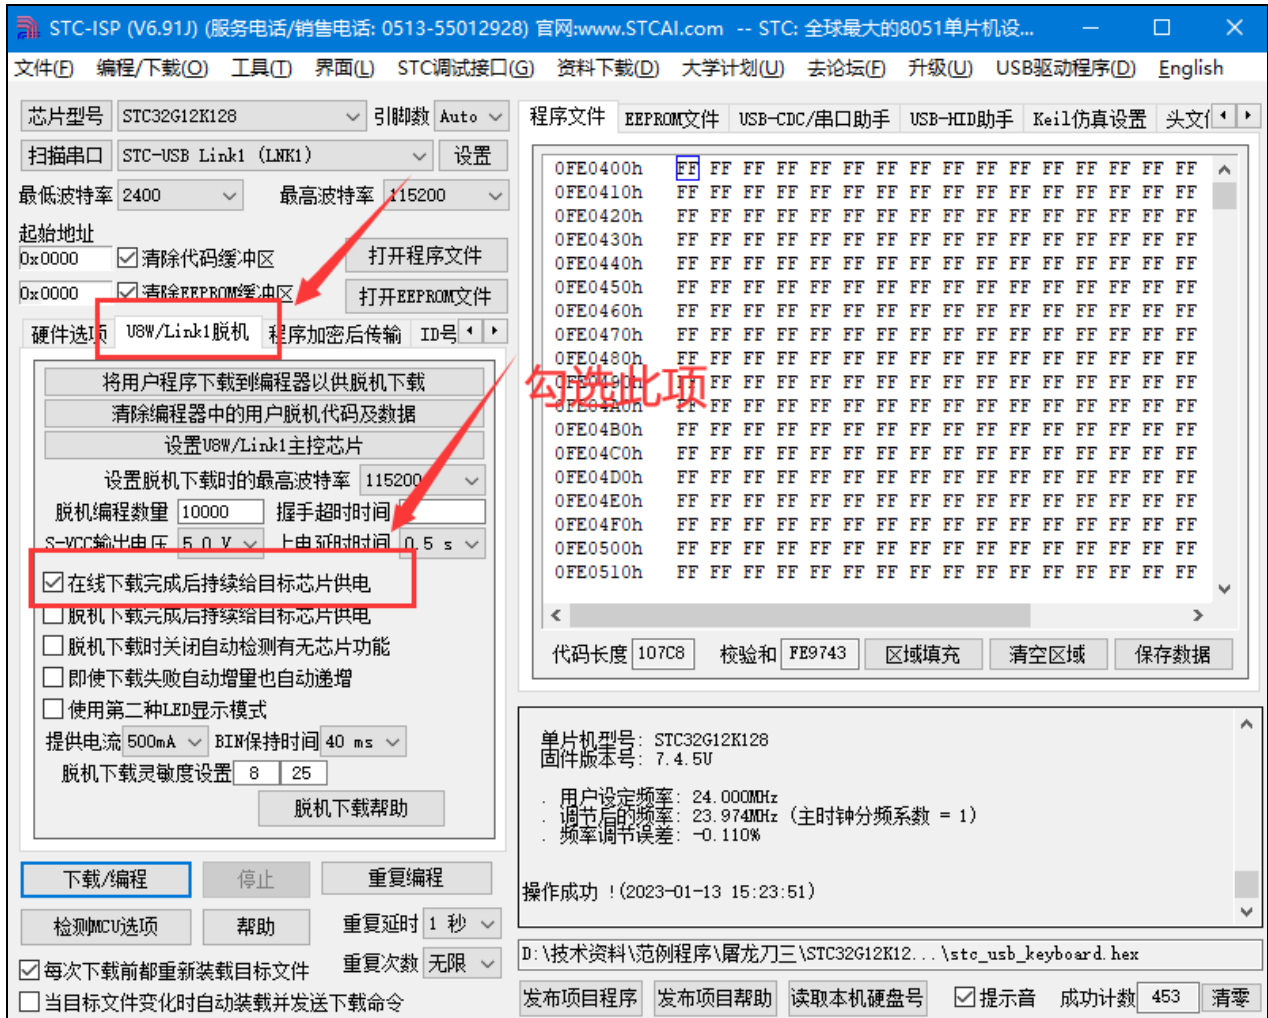 STC-ISP (V6.91J) (服务电话/销售电话: 0513-55012928) 官网:www.STCAI.com -- STC: 全球最大的8051单片机设...
文件(F) 编程/下载(O) 工具(T) 界面(L) STC调试接口(G) 资料下载(D) 大学计划(U) 去论坛(F) 升级(U) USB驱动程序(D) English
芯片型号 STC32G12K128 引脚数 Auto
扫描串口 STC-USB Link1 (LNK1) 设置
最低波特率 2400 最高波特率 115200
起始地址
0x0000 清除代码缓冲区 打开程序文件
0x0000 清除EEPROM缓冲区 打开EEPROM文件
硬件选项 U8W/Link1脱机 程序加密后传输 ID号
将用户程序下载到编程器以供脱机下载
清除编程器中的用户脱机代码及数据
设置U8W/Link1主控芯片
设置脱机下载时的最高波特率 115200
脱机编程数量 10000 握手超时时间
S-VCC输出电压 5.0 V 上电延时时间 0.5 s
在线下载完成后持续给目标芯片供电
脱机下载完成后持续给目标芯片供电
脱机下载时关闭自动检测有无芯片功能
即使下载失败自动增量也自动递增
使用第二种LED显示模式
提供电流 500mA BIN保持时间 40 ms
脱机下载灵敏度设置 8 25
脱机下载帮助
下载/编程 停止 重复编程
检测MCU选项 帮助 重复延时 1 秒
每次下载前都重新装载目标文件 重复次数 无限
当目标文件变化时自动装载并发送下载命令
程序文件 EEPROM文件 USB-CDC/串口助手 USB-HID助手 Keil仿真设置 头文
0FE0400h FF FF FF FF FF FF FF FF FF FF FF FF FF FF FF FF
0FE0410h FF FF FF FF FF FF FF FF FF FF FF FF FF FF FF FF
0FE0420h FF FF FF FF FF FF FF FF FF FF FF FF FF FF FF FF
0FE0430h FF FF FF FF FF FF FF FF FF FF FF FF FF FF FF FF
0FE0440h FF FF FF FF FF FF FF FF FF FF FF FF FF FF FF FF
0FE0450h FF FF FF FF FF FF FF FF FF FF FF FF FF FF FF FF
0FE0460h FF FF FF FF FF FF FF FF FF FF FF FF FF FF FF FF
0FE0470h FF FF FF FF FF FF FF FF FF FF FF FF FF FF FF FF
0FE0480h FF FF FF FF FF FF FF FF FF FF FF FF FF FF FF FF
0FE0490h FF FF FF FF FF FF FF FF FF FF FF FF FF FF FF FF
勾选此项
0FE04A0h FF FF FF FF FF FF FF FF FF FF FF FF FF FF FF FF
0FE04B0h FF FF FF FF FF FF FF FF FF FF FF FF FF FF FF FF
0FE04C0h FF FF FF FF FF FF FF FF FF FF FF FF FF FF FF FF
0FE04D0h FF FF FF FF FF FF FF FF FF FF FF FF FF FF FF FF
0FE04E0h FF FF FF FF FF FF FF FF FF FF FF FF FF FF FF FF
0FE04F0h FF FF FF FF FF FF FF FF FF FF FF FF FF FF FF FF
0FE0500h FF FF FF FF FF FF FF FF FF FF FF FF FF FF FF FF
0FE0510h FF FF FF FF FF FF FF FF FF FF FF FF FF FF FF FF
代码长度 107C8 校验和 FE9743 区域填充 清空区域 保存数据
单片机型号: STC32G12K128
固件版本号: 7.4.5U
. 用户设定频率: 24.000MHz
. 调节后的频率: 23.974MHz (主时钟分频系数 = 1)
. 频率调节误差: -0.110%
操作成功 !(2023-01-13 15:23:51)
D:\技术资料\范例程序\屠龙刀三\STC32G12K12...\stc_usb_keyboard.hex
发布项目程序 发布项目帮助 读取本机硬盘号 提示音 成功计数 453 清零